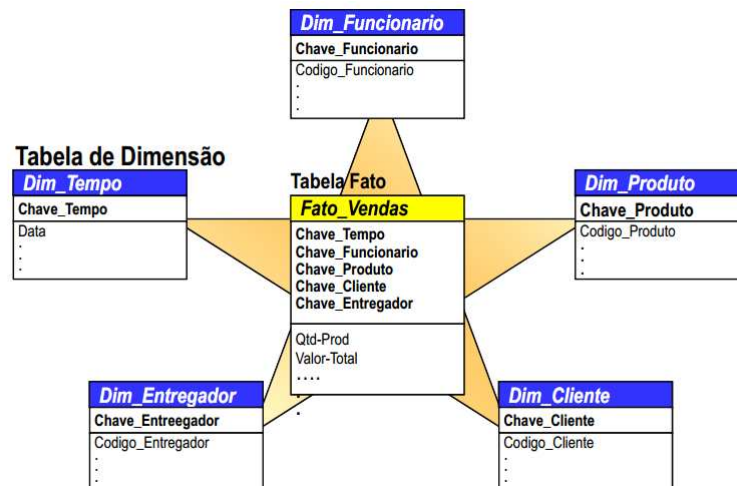 Dim_Funcionario
Chave_Funcionario
Codigo_Funcionario
.
.
.
Tabela de Dimensão
Dim_Tempo
Chave_Tempo
Data
.
.
.
Tabela Fato
Fato_Vendas
Chave_Tempo
Chave_Funcionario
Chave_Produto
Chave_Cliente
Chave_Entregador
Qtd-Prod
Valor-Total
....
.
.
Dim_Produto
Chave_Produto
Codigo_Produto
.
.
.
Dim_Entregador
Chave_Entreegador
Codigo_Entregador
.
.
.
Dim_Cliente
Chave_Cliente
Codigo_Cliente
.
.
.